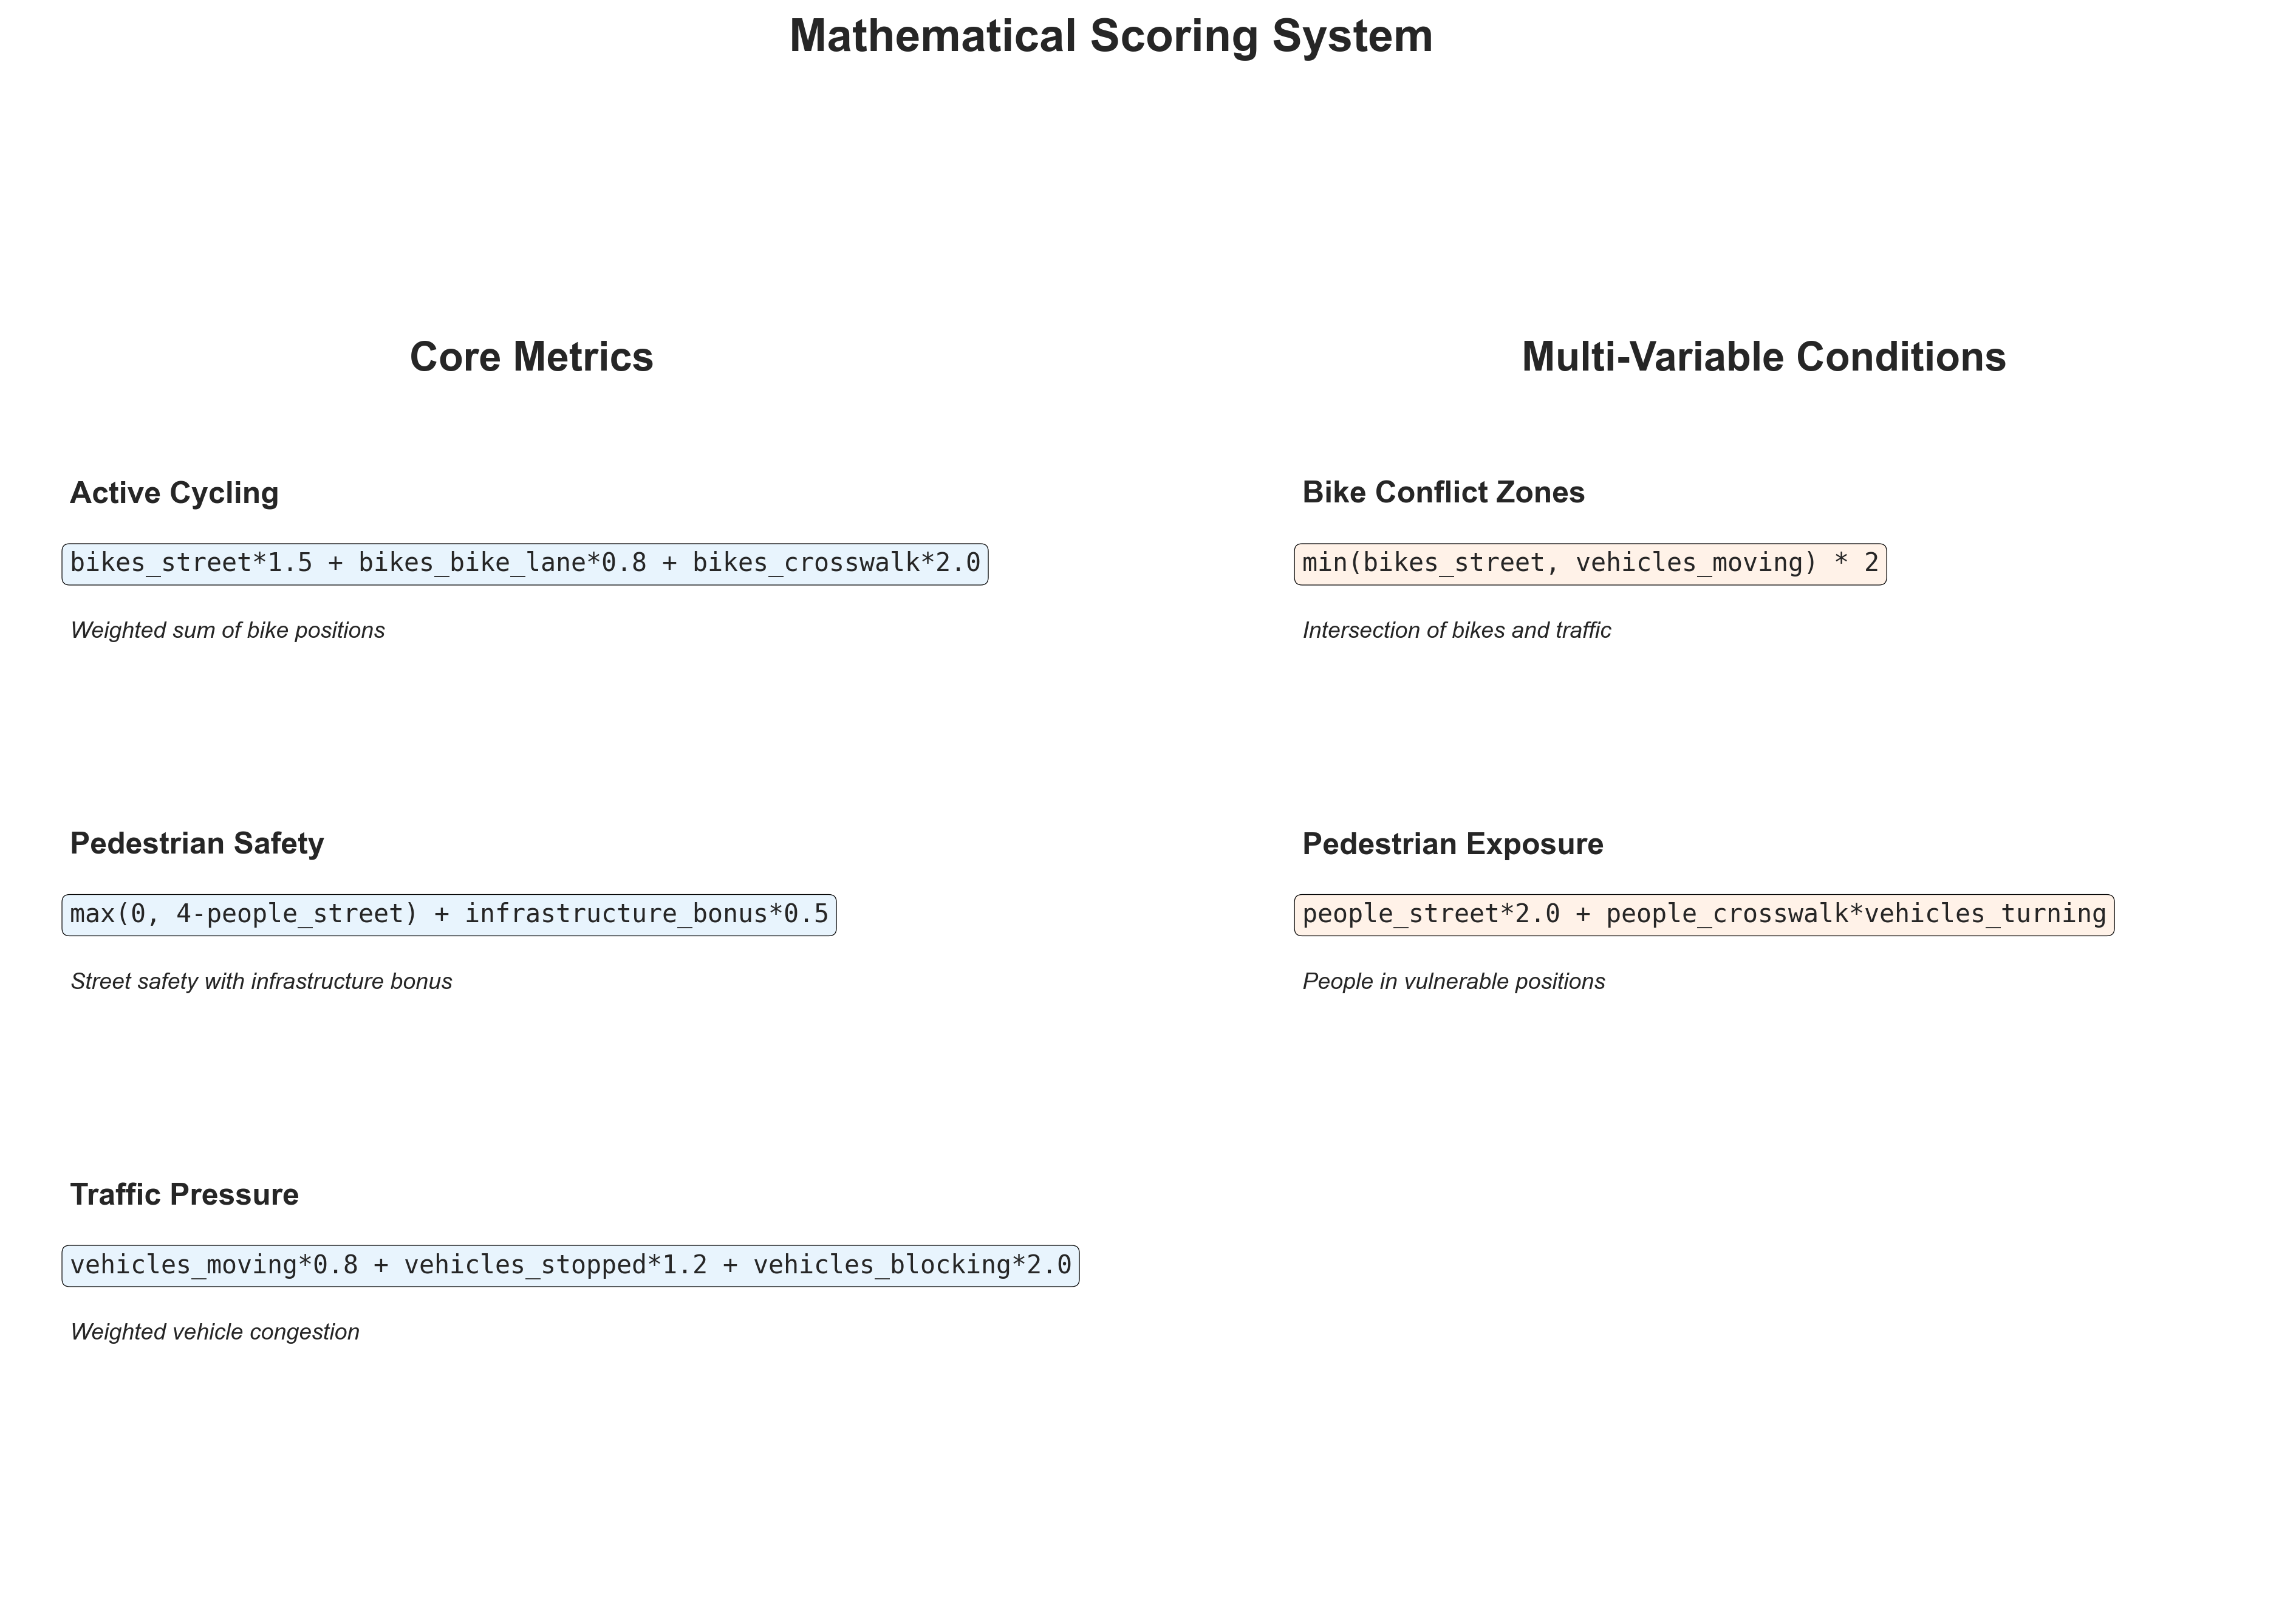 Mathematical Scoring System
Core Metrics
Active Cycling
bikes_street*1.5 + bikes_bike_lane*0.8 + bikes_crosswalk*2.0
Weighted sum of bike positions
Pedestrian Safety
max(0, 4-people_street) + infrastructure_bonus*0.5
Street safety with infrastructure bonus
Traffic Pressure
vehicles_moving*0.8 + vehicles_stopped*1.2 + vehicles_blocking*2.0
Weighted vehicle congestion
Multi-Variable Conditions
Bike Conflict Zones
min(bikes_street, vehicles_moving) * 2
Intersection of bikes and traffic
Pedestrian Exposure
people_street*2.0 + people_crosswalk*vehicles_turning
People in vulnerable positions